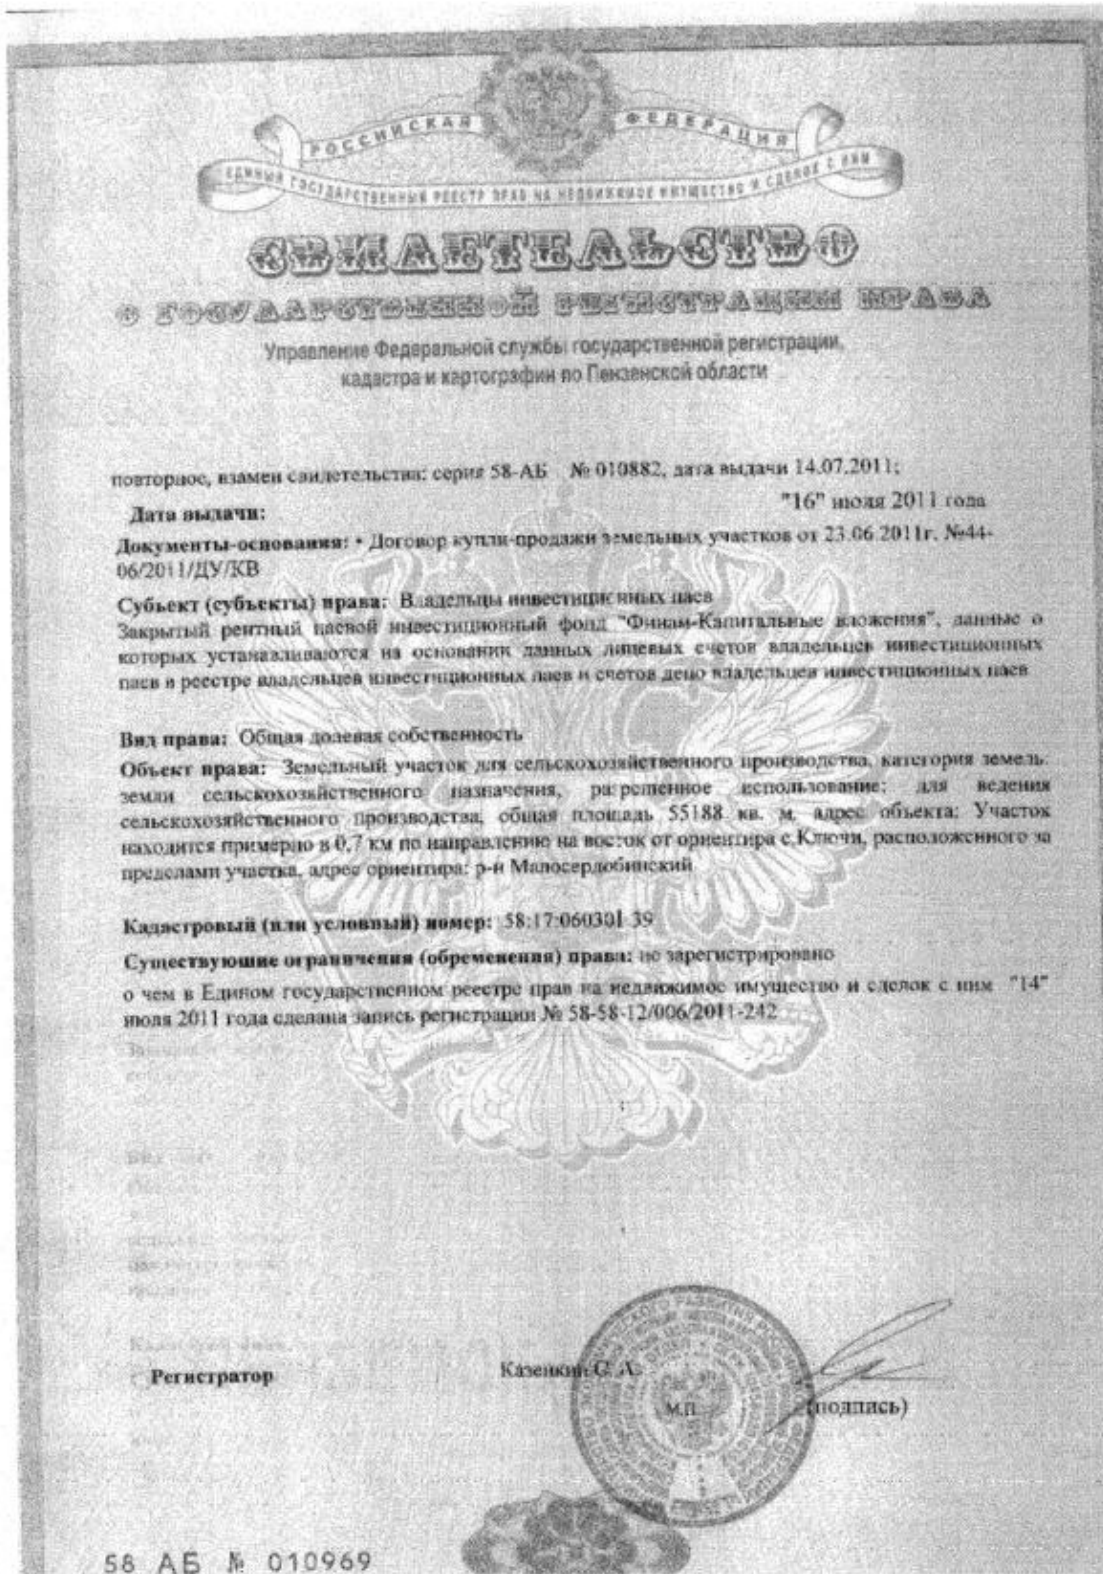 РОССИЙСКАЯ ФЕДЕРАЦИЯ
ЕДИНЫЙ ГОСУДАРСТВЕННЫЙ РЕЕСТР ПРАВ НА НЕДВИЖИМОЕ ИМУЩЕСТВО И СДЕЛОК С НИМ
СВИДЕТЕЛЬСТВО
О ГОСУДАРСТВЕННОЙ РЕГИСТРАЦИИ ПРАВА
Управление Федеральной службы государственной регистрации,
кадастра и картографии по Пензенской области
повторное, взамен свидетельства: серия 58-АБ № 010882, дата выдачи 14.07.2011;
Дата выдачи: "16" июля 2011 года
Документы-основания: • Договор купли-продажи земельных участков от 23.06.2011г. №44-
06/2011/ДУ/КВ
Субъект (субъекты) права: Владельцы инвестиционных паев
Закрытый рентный паевой инвестиционный фонд "Финам-Капитальные вложения", данные о
которых устанавливаются на основании данных лицевых счетов владельцев инвестиционных
паев в реестре владельцев инвестиционных паев и счетов депо владельцев инвестиционных паев
Вид права: Общая долевая собственность
Объект права: Земельный участок для сельскохозяйственного производства, категория земель:
земли сельскохозяйственного назначения, разрешенное использование: для ведения
сельскохозяйственного производства, общая площадь 55188 кв. м, адрес объекта: Участок
находится примерно в 0,7 км по направлению на восток от ориентира с.Ключи, расположенного за
пределами участка, адрес ориентира: р-н Малосердобинский
Кадастровый (или условный) номер: 58:17:060301 39
Существующие ограничения (обременения) права: не зарегистрировано
о чем в Едином государственном реестре прав на недвижимое имущество и сделок с ним "14"
июля 2011 года сделана запись регистрации № 58-58-12/006/2011-242
Регистратор Казенкин С. А.
М.П. (подпись)
58 АБ № 010969